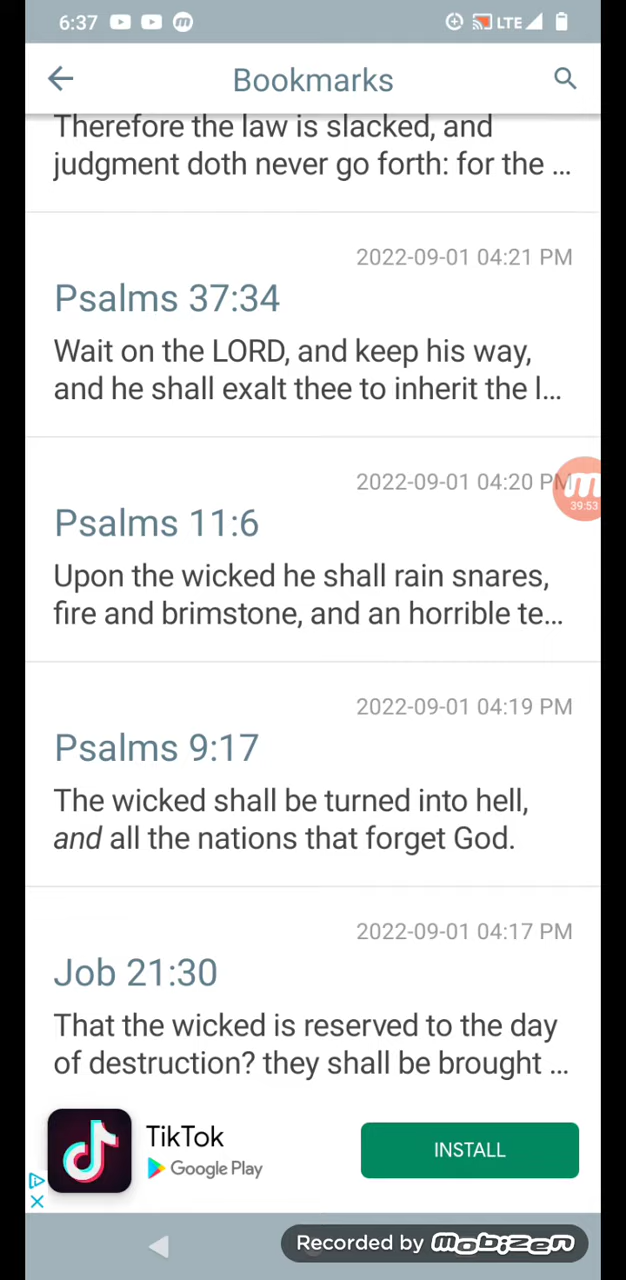 6:37
LTE
Bookmarks
Therefore the law is slacked, and
judgment doth never go forth: for the ...
2022-09-01 04:21 PM
Psalms 37:34
Wait on the LORD, and keep his way,
and he shall exalt thee to inherit the l...
2022-09-01 04:20 PM
m
39:53
Psalms 11:6
Upon the wicked he shall rain snares,
fire and brimstone, and an horrible te...
2022-09-01 04:19 PM
Psalms 9:17
The wicked shall be turned into hell,
and all the nations that forget God.
2022-09-01 04:17 PM
Job 21:30
That the wicked is reserved to the day
of destruction? they shall be brought ...
TikTok
Google Play
INSTALL
Recorded by mobizen